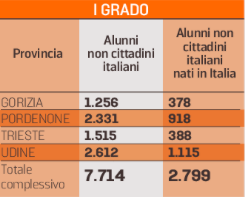 I GRADO
Provincia
Alunni
non cittadini
italiani
Alunni non
cittadini
italiani
nati in Italia
GORIZIA 1.256 378
PORDENONE 2.331 918
TRIESTE 1.515 388
UDINE 2.612 1.115
Totale
complessivo 7.714 2.799